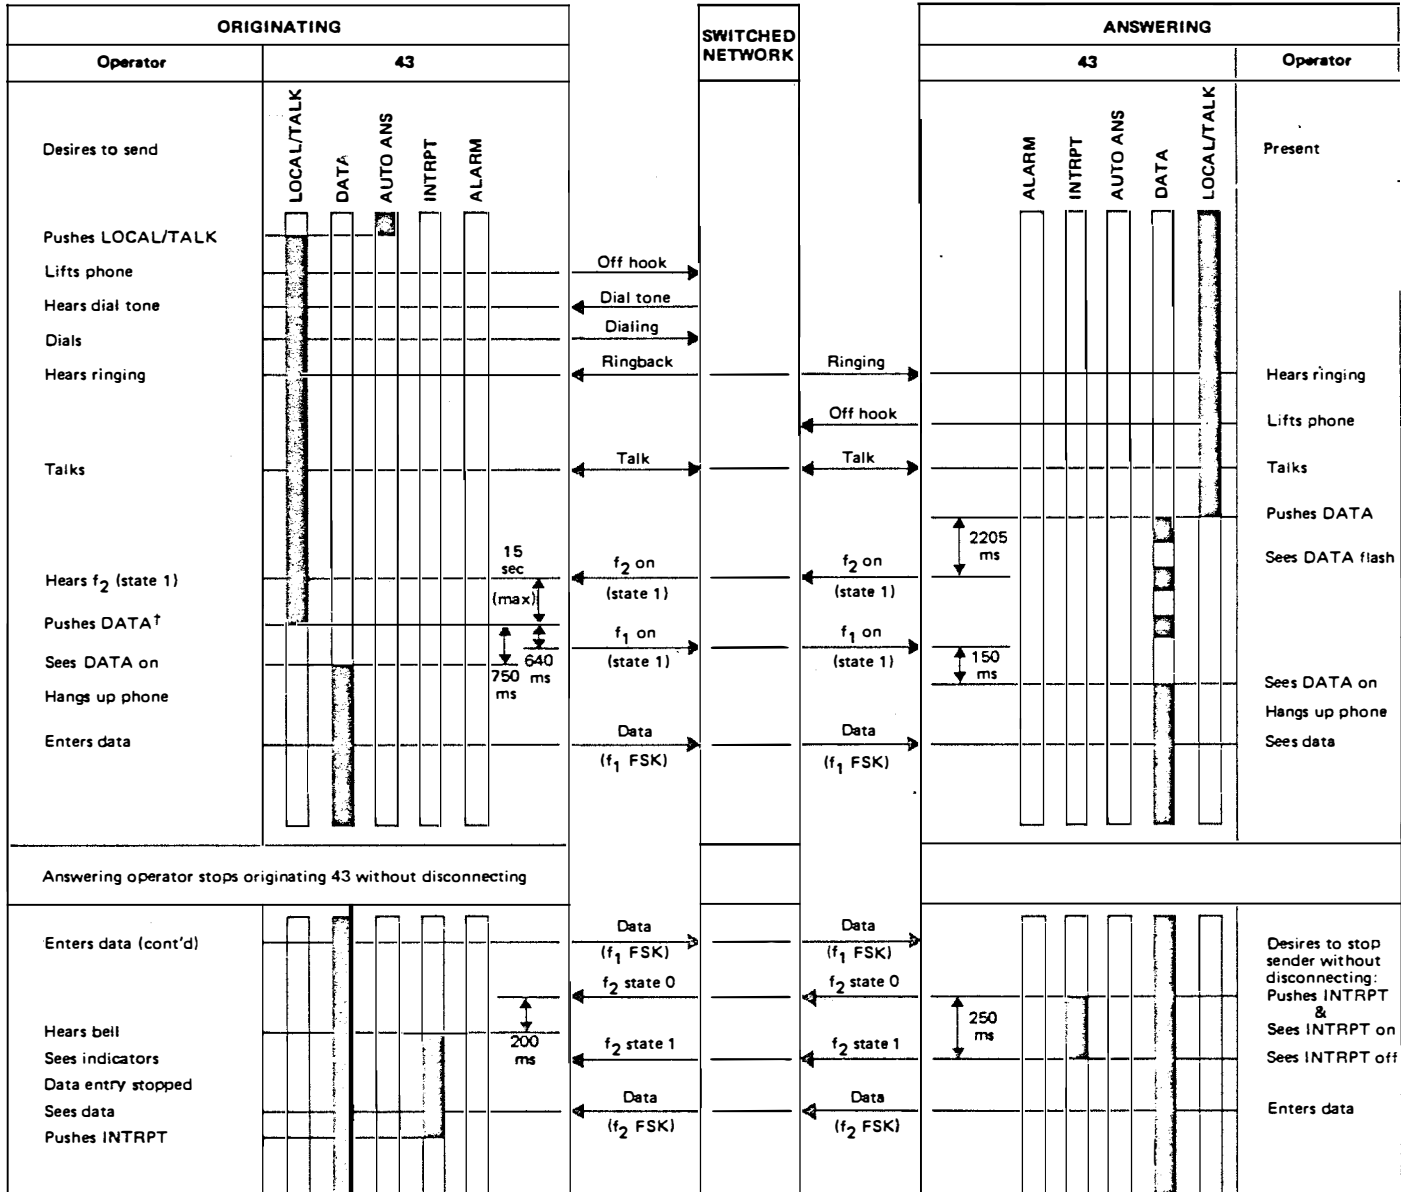 ORIGINATING
SWITCHED
NETWORK
ANSWERING
Operator
43
43
Operator
Desires to send
LOCAL/TALK
DATA
AUTO ANS
INTRPT
ALARM
ALARM
INTRPT
AUTO ANS
DATA
LOCAL/TALK
Present
Pushes LOCAL/TALK
Lifts phone
Off hook
Hears dial tone
Dial tone
Dials
Dialing
Hears ringing
Ringback
Ringing
Hears ringing
Off hook
Lifts phone
Talks
Talk
Talk
Talks
Pushes DATA
2205
ms
Sees DATA flash
15
sec
(max)
Hears f₂ (state 1)
f₂ on
(state 1)
f₂ on
(state 1)
Pushes DATA†
f₁ on
(state 1)
f₁ on
(state 1)
Sees DATA on
750
ms
640
ms
150
ms
Sees DATA on
Hangs up phone
Hangs up phone
Enters data
Data
(f₁ FSK)
Data
(f₁ FSK)
Sees data
Answering operator stops originating 43 without disconnecting
Enters data (cont'd)
Data
(f₁ FSK)
Data
(f₁ FSK)
Desires to stop
sender without
disconnecting:
Pushes INTRPT
&
Sees INTRPT on
f₂ state 0
f₂ state 0
Hears bell
200
ms
250
ms
Sees indicators
f₂ state 1
f₂ state 1
Sees INTRPT off
Data entry stopped
Sees data
Data
(f₂ FSK)
Data
(f₂ FSK)
Enters data
Pushes INTRPT